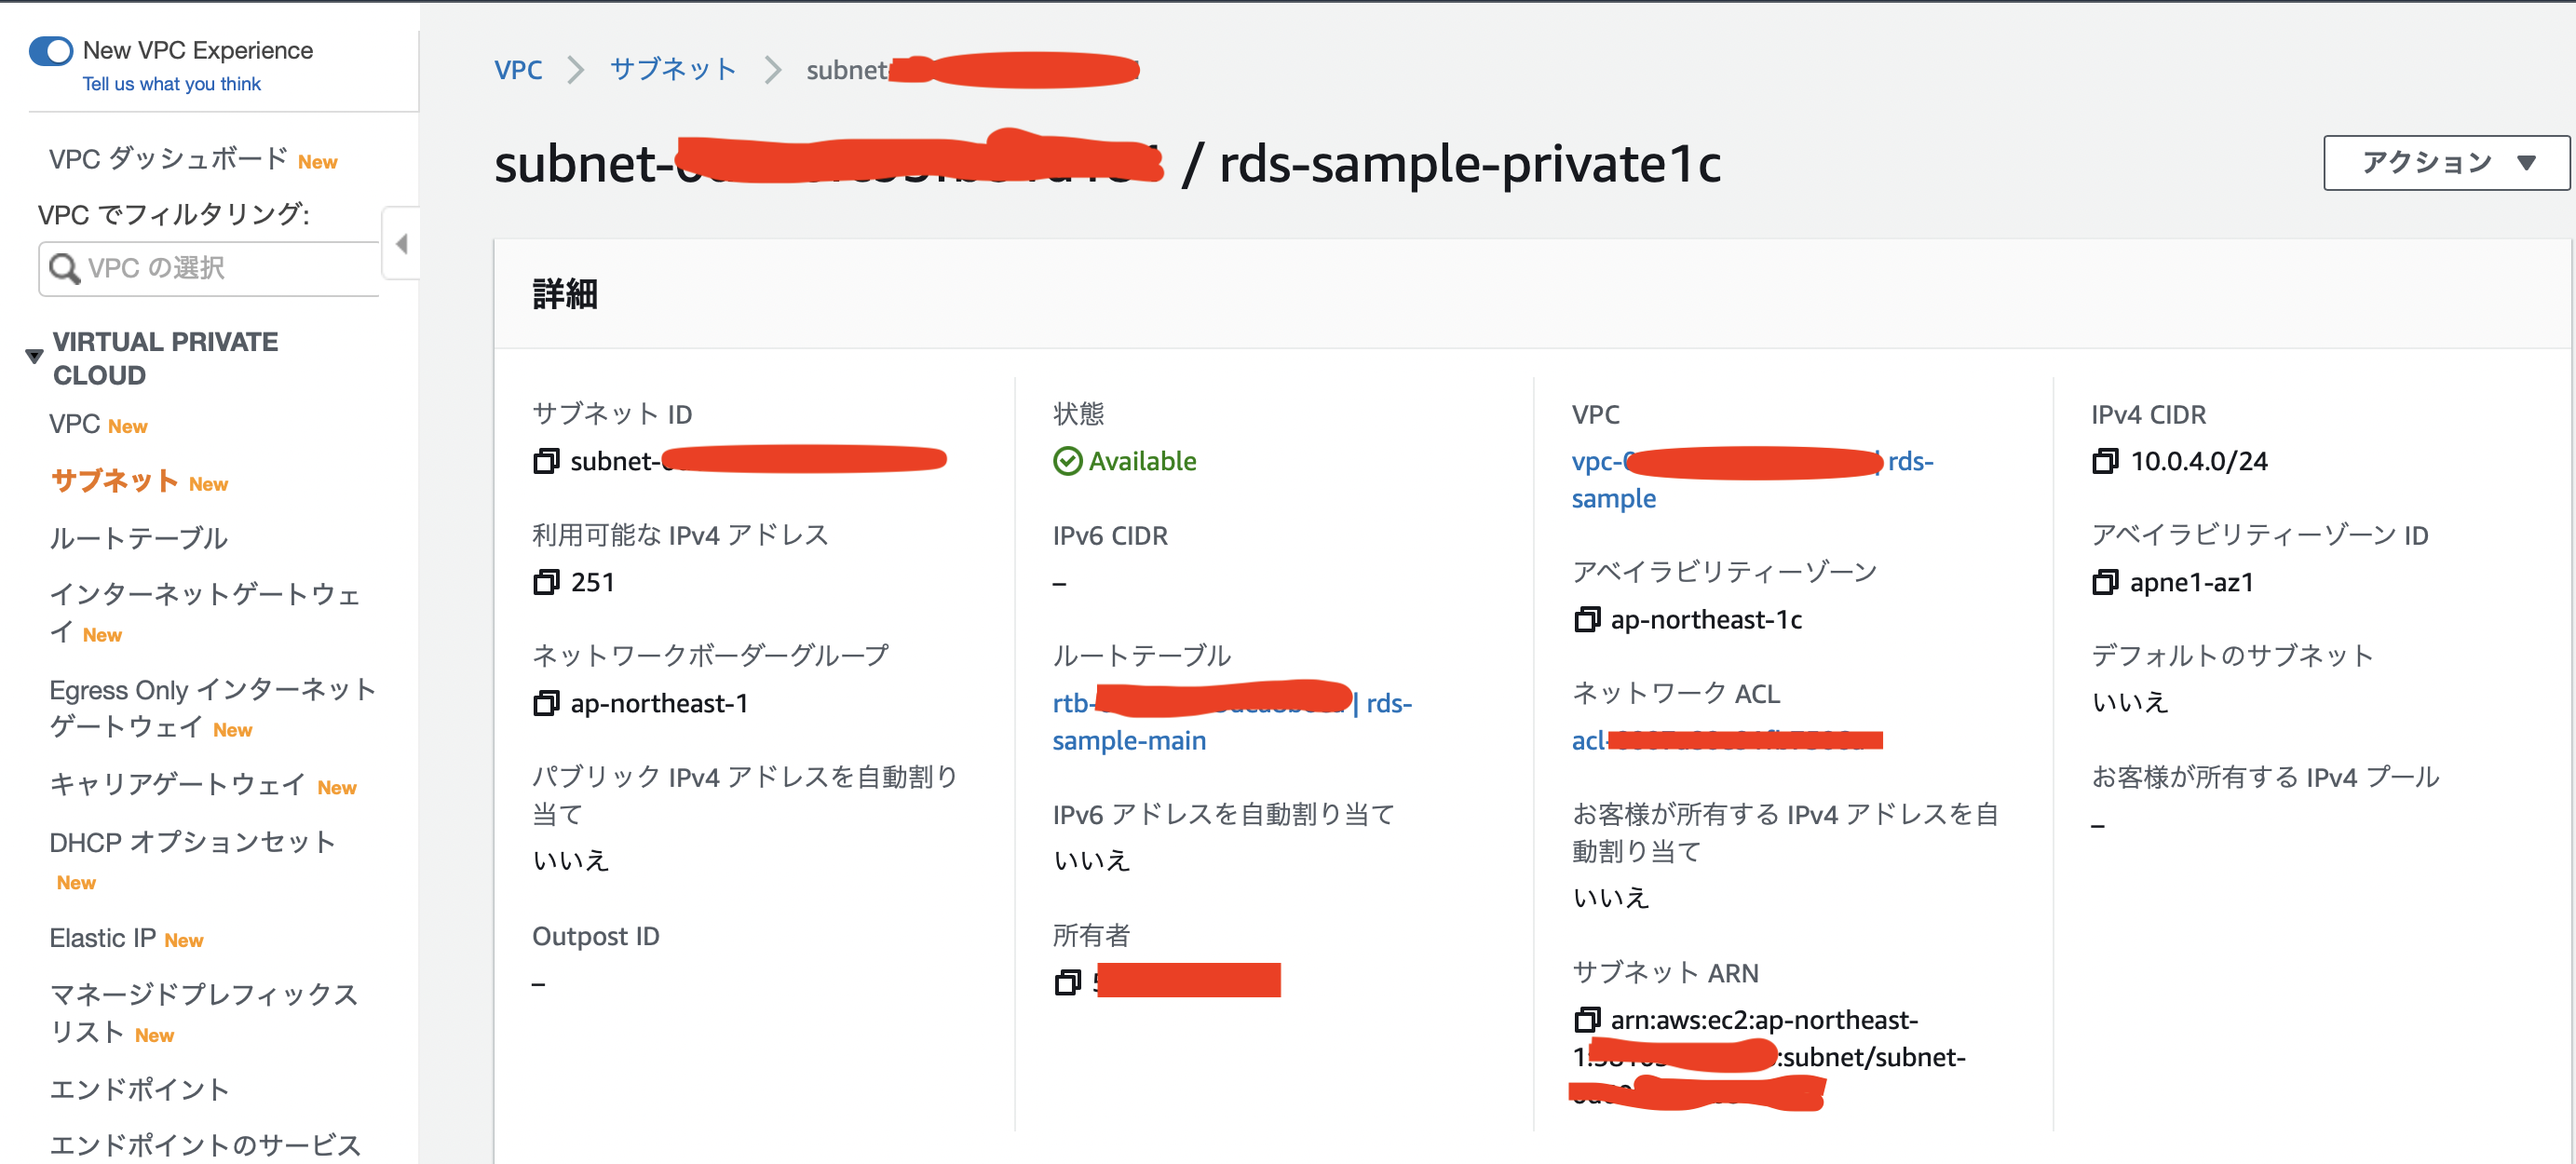 New VPC Experience
Tell us what you think
VPC ダッシュボード New
VPC でフィルタリング:
VPC の選択
VIRTUAL PRIVATE
CLOUD
VPC New
サブネット New
ルートテーブル
インターネットゲートウェ
イ New
Egress Only インターネット
ゲートウェイ New
キャリアゲートウェイ New
DHCP オプションセット
New
Elastic IP New
マネージドプレフィックス
リスト New
エンドポイント
エンドポイントのサービス
VPC > サブネット > subnet-
subnet- / rds-sample-private1c
アクション
詳細
サブネット ID
subnet-
利用可能な IPv4 アドレス
251
ネットワークボーダーグループ
ap-northeast-1
パブリック IPv4 アドレスを自動割り
当て
いいえ
Outpost ID
–
状態
Available
IPv6 CIDR
–
ルートテーブル
rtb- | rds-
sample-main
IPv6 アドレスを自動割り当て
いいえ
所有者
VPC
vpc- | rds-
sample
アベイラビリティーゾーン
ap-northeast-1c
ネットワーク ACL
acl-
お客様が所有する IPv4 アドレスを自
動割り当て
いいえ
サブネット ARN
arn:aws:ec2:ap-northeast-
1: :subnet/subnet-
IPv4 CIDR
10.0.4.0/24
アベイラビリティーゾーン ID
apne1-az1
デフォルトのサブネット
いいえ
お客様が所有する IPv4 プール
–